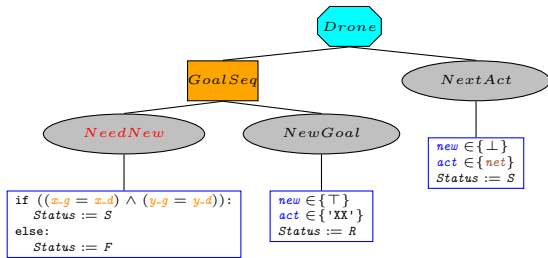 Drone
GoalSeq
NextAct
NeedNew
NewGoal
new ∈{⊥}
act ∈{net}
Status := S
if ((x_g = x_d) ∧ (y_g = y_d)):
Status := S
else:
Status := F
new ∈{⊤}
act ∈{'XX'}
Status := R